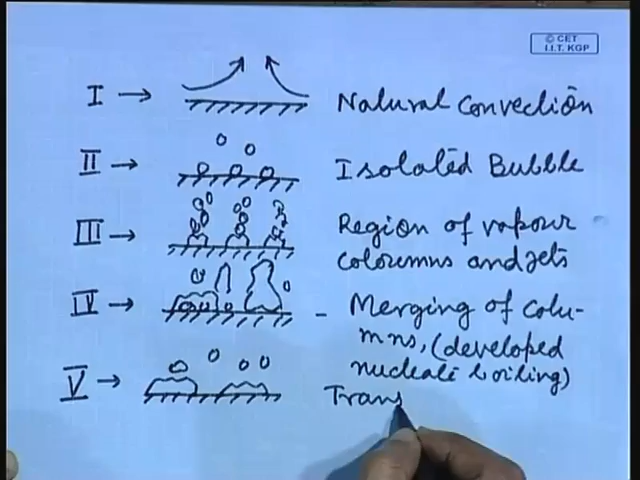 © CET
I.I.T. KGP
I → Natural Convection
II → Isolated Bubble
III → Region of vapour
coloumns and jets
IV → - Merging of colu-
mns, (developed
nucleate boiling)
V → Trans